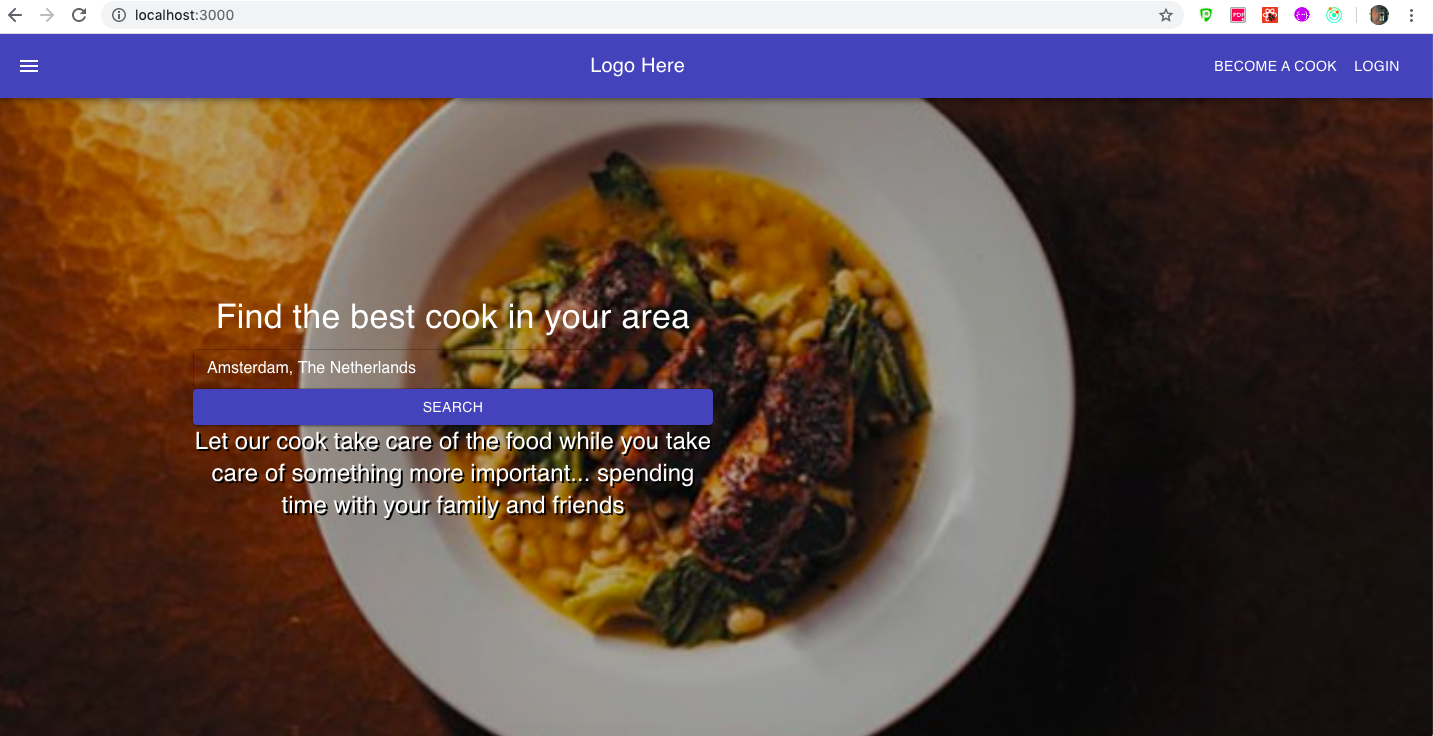 localhost:3000
PDF
Logo Here
BECOME A COOK LOGIN
Find the best cook in your area
Amsterdam, The Netherlands
SEARCH
Let our cook take care of the food while you take
care of something more important... spending
time with your family and friends